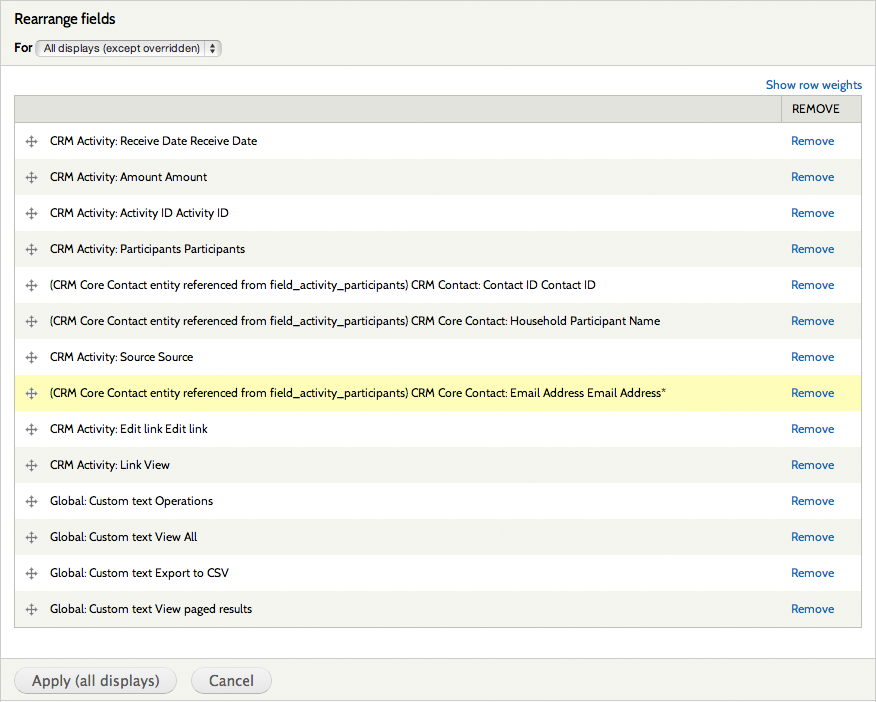 Rearrange fields
For All displays (except overridden)
Show row weights
REMOVE
CRM Activity: Receive Date Receive Date Remove
CRM Activity: Amount Amount Remove
CRM Activity: Activity ID Activity ID Remove
CRM Activity: Participants Participants Remove
(CRM Core Contact entity referenced from field_activity_participants) CRM Contact: Contact ID Contact ID Remove
(CRM Core Contact entity referenced from field_activity_participants) CRM Core Contact: Household Participant Name Remove
CRM Activity: Source Source Remove
(CRM Core Contact entity referenced from field_activity_participants) CRM Core Contact: Email Address Email Address* Remove
CRM Activity: Edit link Edit link Remove
CRM Activity: Link View Remove
Global: Custom text Operations Remove
Global: Custom text View All Remove
Global: Custom text Export to CSV Remove
Global: Custom text View paged results Remove
Apply (all displays) Cancel